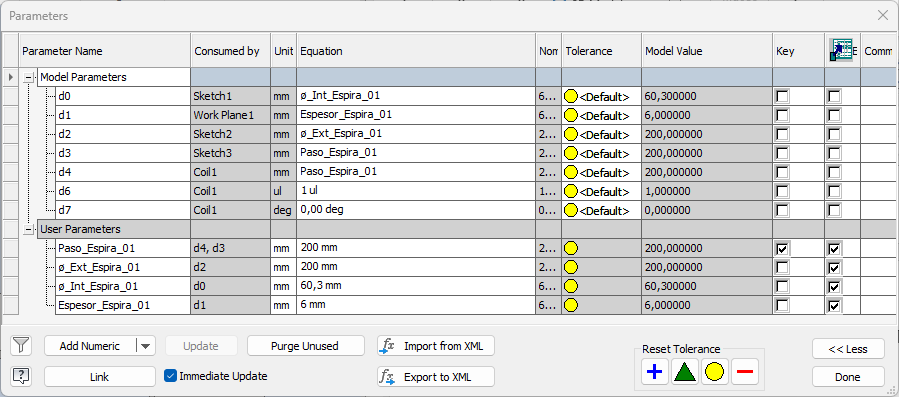 Parameters
Parameter Name Consumed by Unit Equation Nom Tolerance Model Value Key E Comm
Model Parameters
d0 Sketch1 mm ø_Int_Espira_01 6... <Default> 60,300000
d1 Work Plane1 mm Espesor_Espira_01 6... <Default> 6,000000
d2 Sketch2 mm ø_Ext_Espira_01 2... <Default> 200,000000
d3 Sketch3 mm Paso_Espira_01 2... <Default> 200,000000
d4 Coil1 mm Paso_Espira_01 2... <Default> 200,000000
d6 Coil1 ul 1 ul 1... <Default> 1,000000
d7 Coil1 deg 0,00 deg 0... <Default> 0,000000
User Parameters
Paso_Espira_01 d4, d3 mm 200 mm 2... 200,000000
ø_Ext_Espira_01 d2 mm 200 mm 2... 200,000000
ø_Int_Espira_01 d0 mm 60,3 mm 6... 60,300000
Espesor_Espira_01 d1 mm 6 mm 6... 6,000000
Add Numeric Update Purge Unused fx Import from XML Reset Tolerance << Less
Link Immediate Update fx Export to XML Done